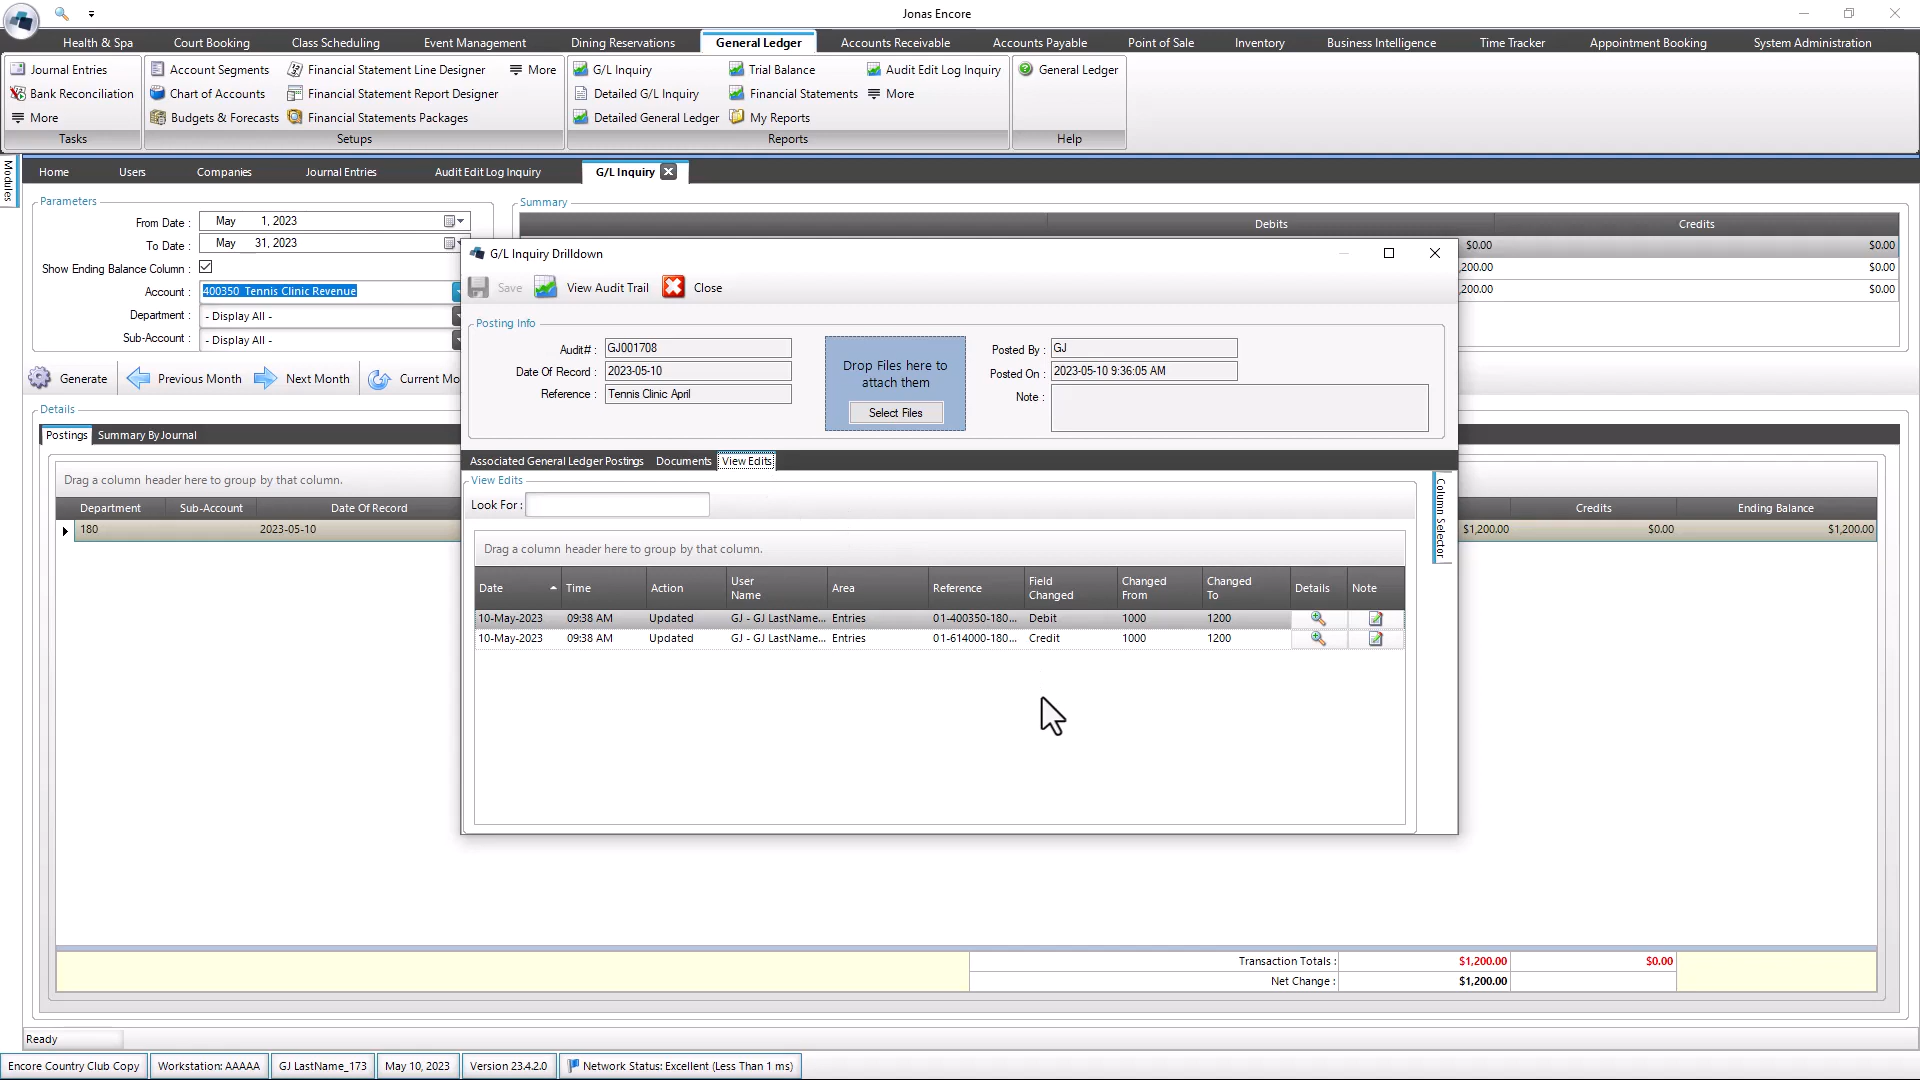 Jonas Encore
Health & Spa Court Booking Class Scheduling Event Management Dining Reservations General Ledger Accounts Receivable Accounts Payable Point of Sale Inventory Business Intelligence Time Tracker Appointment Booking System Administration
Journal Entries Account Segments Financial Statement Line Designer More G/L Inquiry Trial Balance Audit Edit Log Inquiry General Ledger
Bank Reconciliation Chart of Accounts Financial Statement Report Designer Detailed G/L Inquiry Financial Statements More
More Budgets & Forecasts Financial Statements Packages Detailed General Ledger My Reports
Tasks Setups Reports Help
Modules
Home Users Companies Journal Entries Audit Edit Log Inquiry G/L Inquiry
Parameters Summary
From Date : May 1, 2023 Debits Credits
To Date : May 31, 2023 $0.00 $0.00
Show Ending Balance Column : ,200.00 $0.00
Account : 400350 Tennis Clinic Revenue ,200.00 $0.00
Department : - Display All -
Sub-Account : - Display All -
Generate Previous Month Next Month Current Mo
Details
Postings Summary By Journal
Drag a column header here to group by that column.
Department Sub-Account Date Of Record Credits Ending Balance
180 2023-05-10 $1,200.00 $0.00 $1,200.00
G/L Inquiry Drilldown
Save View Audit Trail Close
Posting Info
Audit# : GJ001708
Date Of Record : 2023-05-10
Reference : Tennis Clinic April
Drop Files here to
attach them
Select Files
Posted By : GJ
Posted On : 2023-05-10 9:36:05 AM
Note :
Associated General Ledger Postings Documents View Edits
View Edits
Look For :
Column Selector
Drag a column header here to group by that column.
Date Time Action User Name Area Reference Field Changed Changed From Changed To Details Note
10-May-2023 09:38 AM Updated GJ - GJ LastName... Entries 01-400350-180... Debit 1000 1200
10-May-2023 09:38 AM Updated GJ - GJ LastName... Entries 01-614000-180... Credit 1000 1200
Transaction Totals : $1,200.00 $0.00
Net Change : $1,200.00
Ready
Encore Country Club Copy Workstation: AAAAA GJ LastName_173 May 10, 2023 Version 23.4.2.0 Network Status: Excellent (Less Than 1 ms)